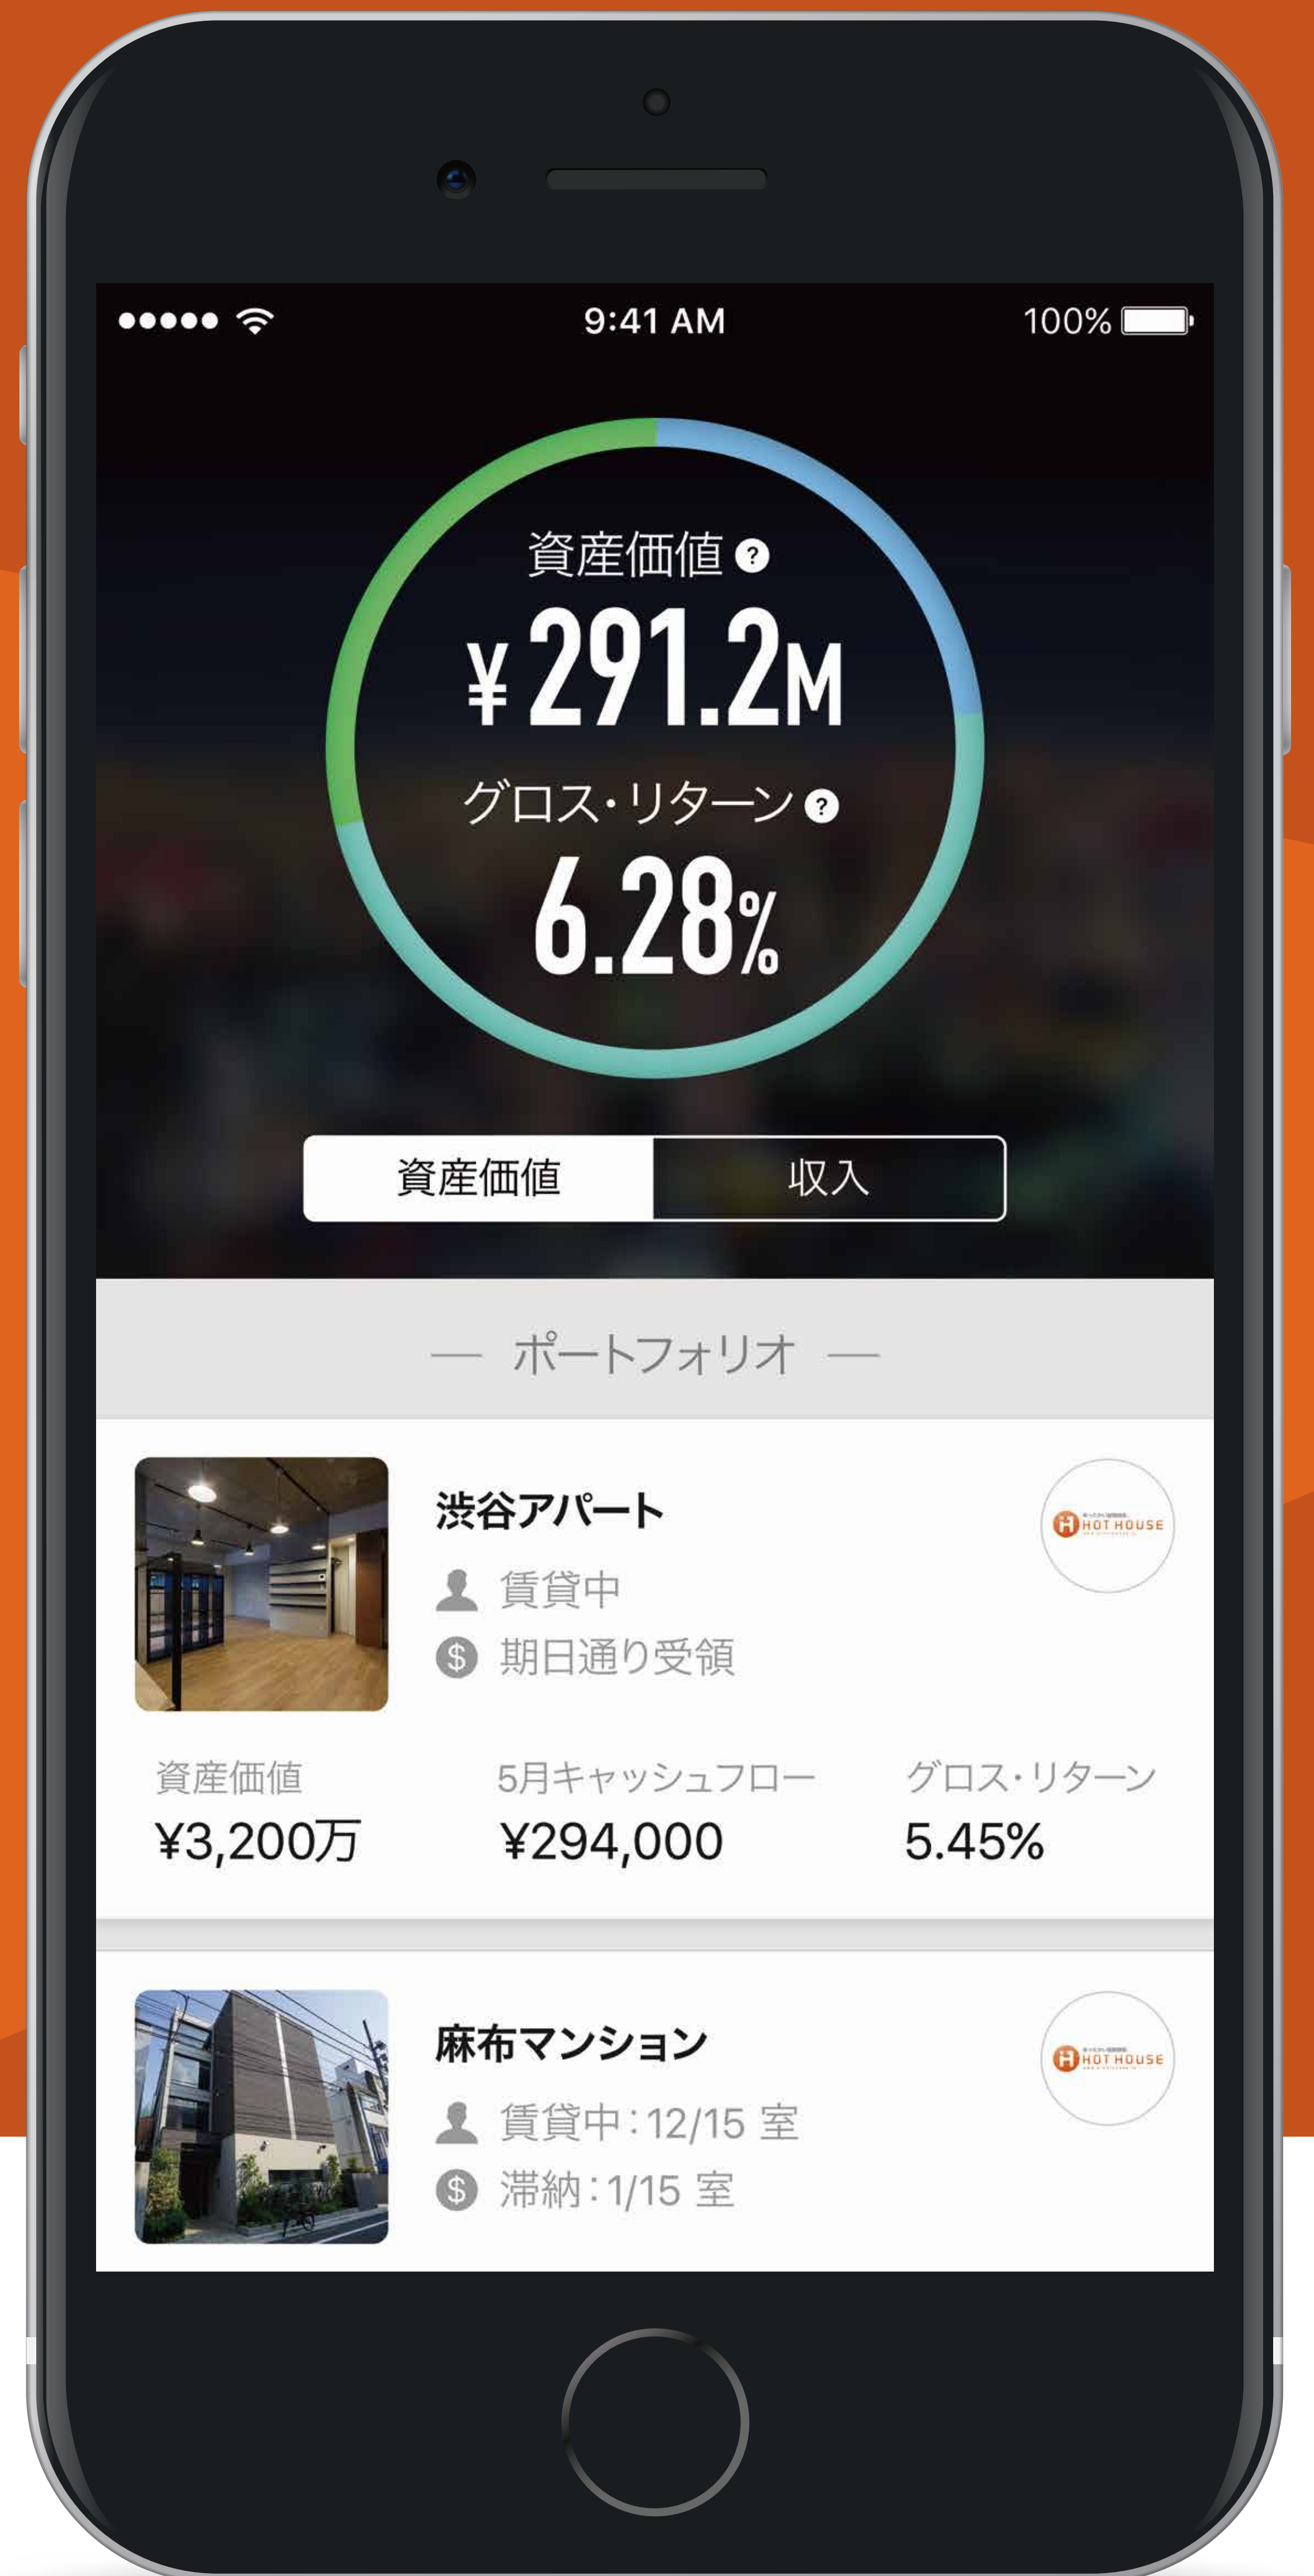 9:41 AM
100%
資産価値 ?
¥291.2M
グロス・リターン ?
6.28%
資産価値 収入
— ポートフォリオ —
渋谷アパート
HOT HOUSE
賃貸中
$ 期日通り受領
資産価値 5月キャッシュフロー グロス・リターン
¥3,200万 ¥294,000 5.45%
麻布マンション
HOT HOUSE
賃貸中：12/15 室
$ 滞納：1/15 室